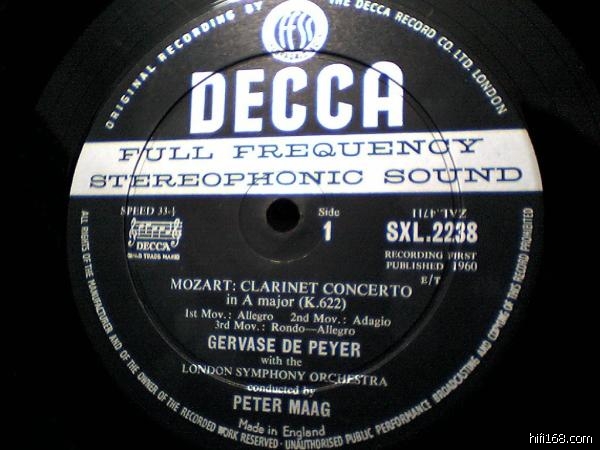 ORIGINAL RECORDING BY
THE DECCA RECORD CO. LTD. LONDON
ffss
DECCA
FULL FREQUENCY
STEREOPHONIC SOUND
SPEED 33⅓
Side
1
ZAL.4711
SXL.2238
DECCA
TRADE MARK
RECORDING FIRST
PUBLISHED 1960
E/T
MOZART: CLARINET CONCERTO
in A major (K.622)
1st Mov.: Allegro 2nd Mov.: Adagio
3rd Mov.: Rondo—Allegro
GERVASE DE PEYER
with the
LONDON SYMPHONY ORCHESTRA
conducted by
PETER MAAG
Made in England
ALL RIGHTS OF THE MANUFACTURER AND OF THE OWNER OF THE RECORDED WORK RESERVED · UNAUTHORISED PUBLIC PERFORMANCE BROADCASTING AND COPYING OF THIS RECORD PROHIBITED
hifi168.com